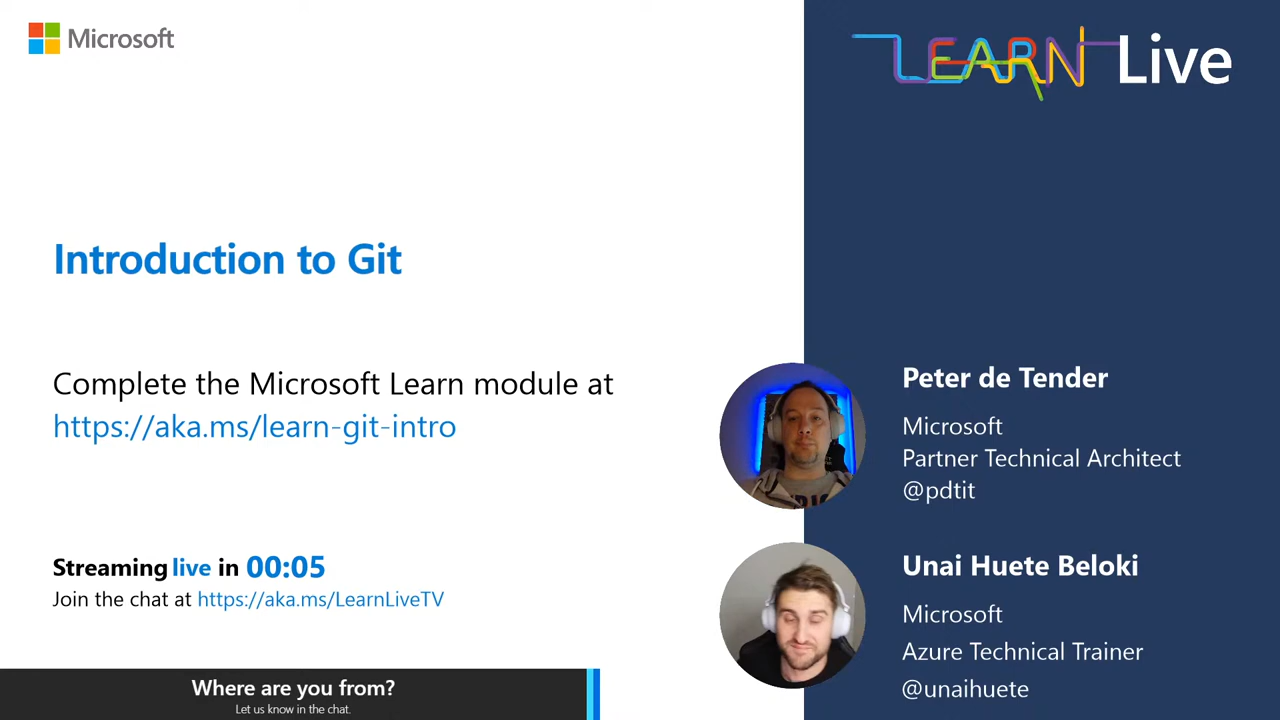 Microsoft
LEARN Live
Introduction to Git
Complete the Microsoft Learn module at
https://aka.ms/learn-git-intro
Streaming live in 00:05
Join the chat at https://aka.ms/LearnLiveTV
Where are you from?
Let us know in the chat.
Peter de Tender
Microsoft
Partner Technical Architect
@pdtit
Unai Huete Beloki
Microsoft
Azure Technical Trainer
@unaihuete